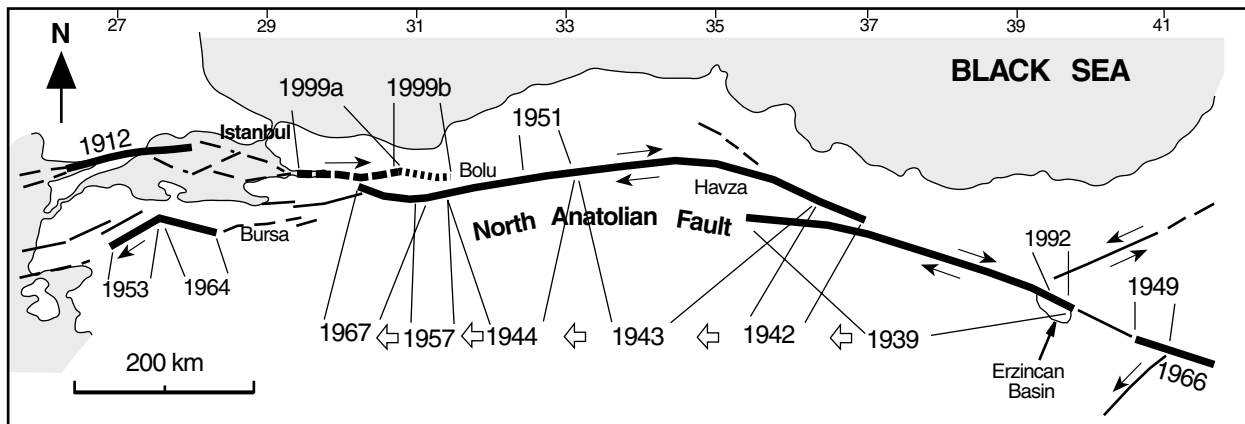 27 29 31 33 35 37 39 41
N
BLACK SEA
1999a 1999b
1951
1912
Istanbul
Bolu
Havza
North Anatolian Fault
Bursa
1992
1953 1964
1949
1967 1957 1944 1943 1942 1939
200 km
Erzincan
Basin
1966